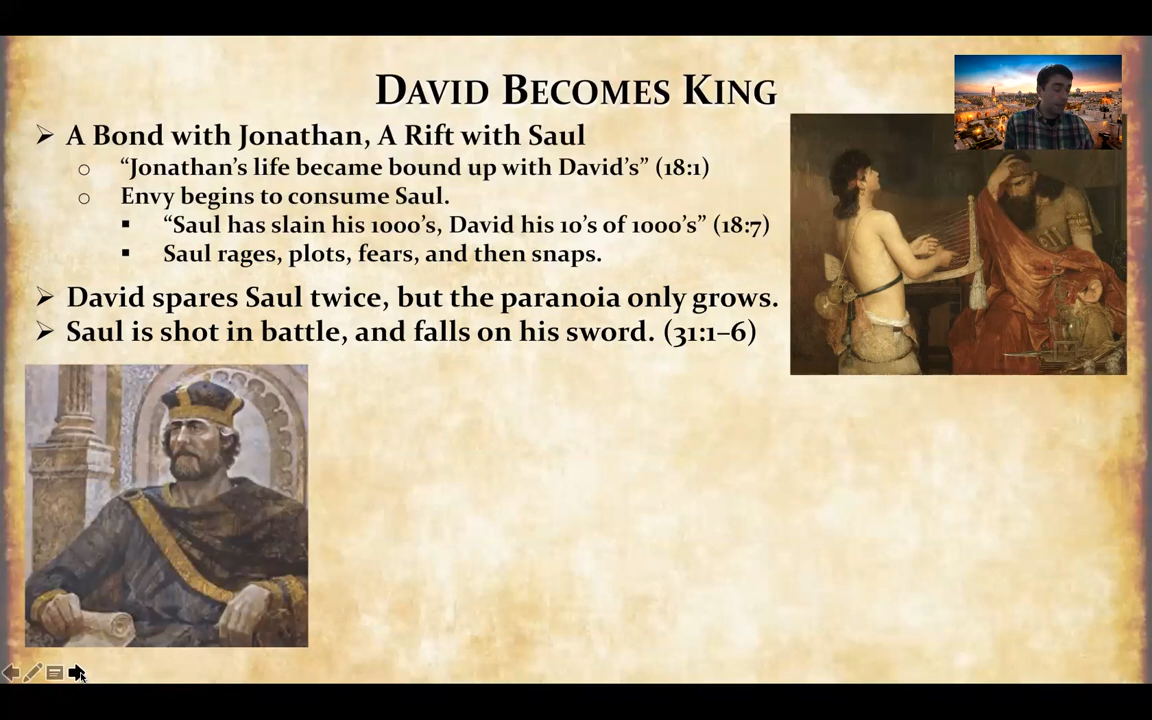 David Becomes King
➢ A Bond with Jonathan, A Rift with Saul
○ “Jonathan’s life became bound up with David’s” (18:1)
○ Envy begins to consume Saul.
▪ “Saul has slain his 1000’s, David his 10’s of 1000’s” (18:7)
▪ Saul rages, plots, fears, and then snaps.
➢ David spares Saul twice, but the paranoia only grows.
➢ Saul is shot in battle, and falls on his sword. (31:1–6)